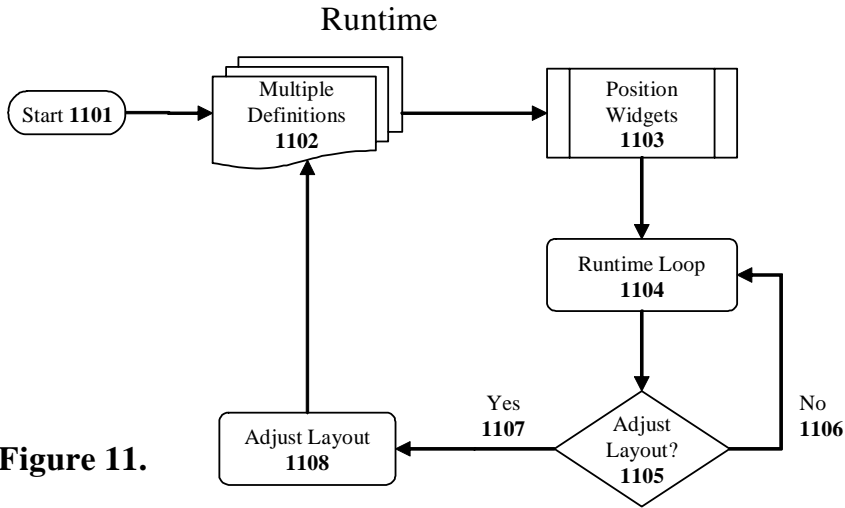 Runtime
Start 1101
Multiple
Definitions
1102
Position
Widgets
1103
Runtime Loop
1104
Adjust
Layout?
1105
No
1106
Yes
1107
Adjust Layout
1108
Figure 11.